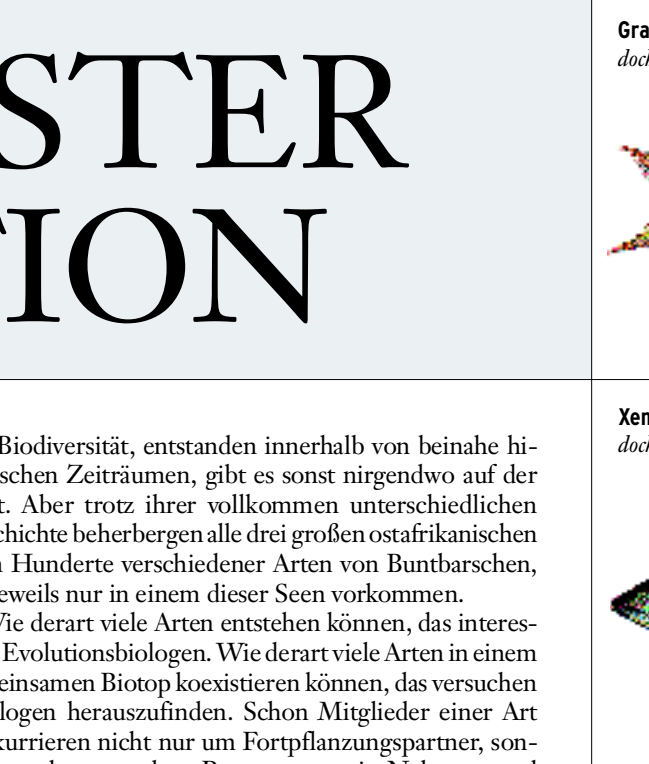 STER
TION
Biodiversität, entstanden innerhalb von beinahe hi-
schen Zeiträumen, gibt es sonst nirgendwo auf der
t. Aber trotz ihrer vollkommen unterschiedlichen
chichte beherbergen alle drei großen ostafrikanischen
n Hunderte verschiedener Arten von Buntbarschen,
eweils nur in einem dieser Seen vorkommen.
Wie derart viele Arten entstehen können, das interes-
Evolutionsbiologen. Wie derart viele Arten in einem
einsamen Biotop koexistieren können, das versuchen
logen herauszufinden. Schon Mitglieder einer Art
kurrieren nicht nur um Fortpflanzungspartner, son-
Gra
doch
Xen
doch